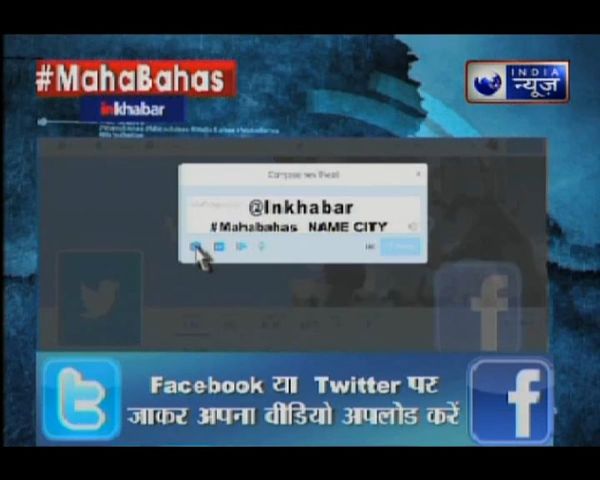 #MahaBahas
INDIA
न्यूज़
inkhabar
Compose new Tweet
@Inkhabar
#Mahabahas NAME CITY
Facebook या Twitter पर
जाकर अपना वीडियो अपलोड करें